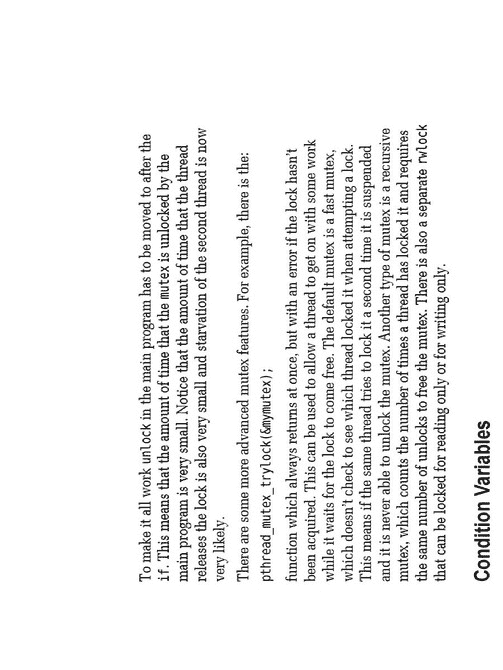 To make it all work unlock in the main program has to be moved to after the
if. This means that the amount of time that the mutex is unlocked by the
main program is very small. Notice that the amount of time that the thread
releases the lock is also very small and starvation of the second thread is now
very likely.
There are some more advanced mutex features. For example, there is the:
pthread_mutex_trylock(&mymutex);
function which always returns at once, but with an error if the lock hasn't
been acquired. This can be used to allow a thread to get on with some work
while it waits for the lock to come free. The default mutex is a fast mutex,
which doesn't check to see which thread locked it when attempting a lock.
This means if the same thread tries to lock it a second time it is suspended
and it is never able to unlock the mutex. Another type of mutex is a recursive
mutex, which counts the number of times a thread has locked it and requires
the same number of unlocks to free the mutex. There is also a separate rwlock
that can be locked for reading only or for writing only.
Condition Variables